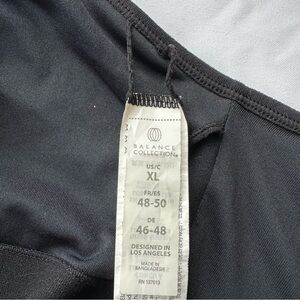 BALANCE
COLLECTION
US/C
XL
FR/ES
48-50
DE
46-48
DESIGNED IN
LOS ANGELES
MADE IN
BANGLADESH
RN 137013